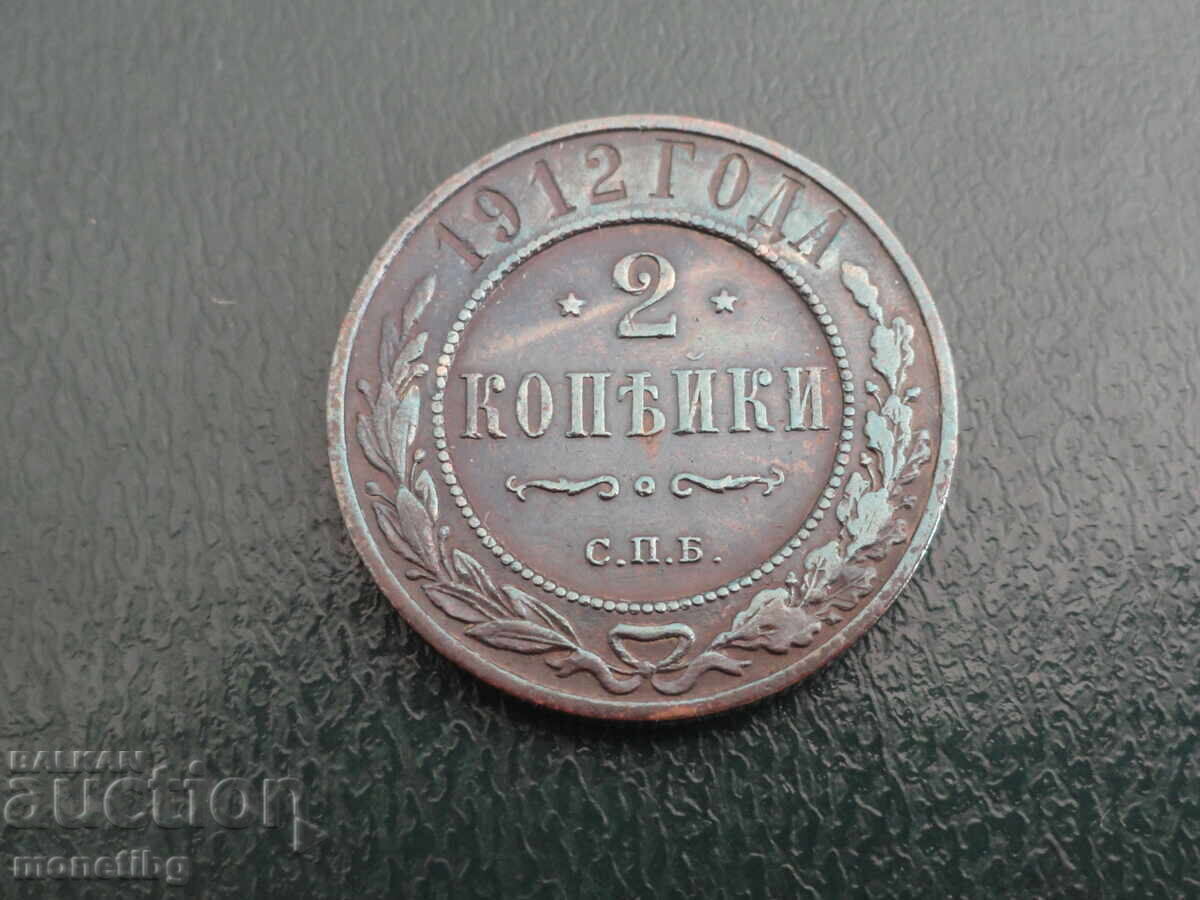 1912 ГОДА
2
КОПѢЙКИ
С.П.Б.
BALKAN
auction
monetibg